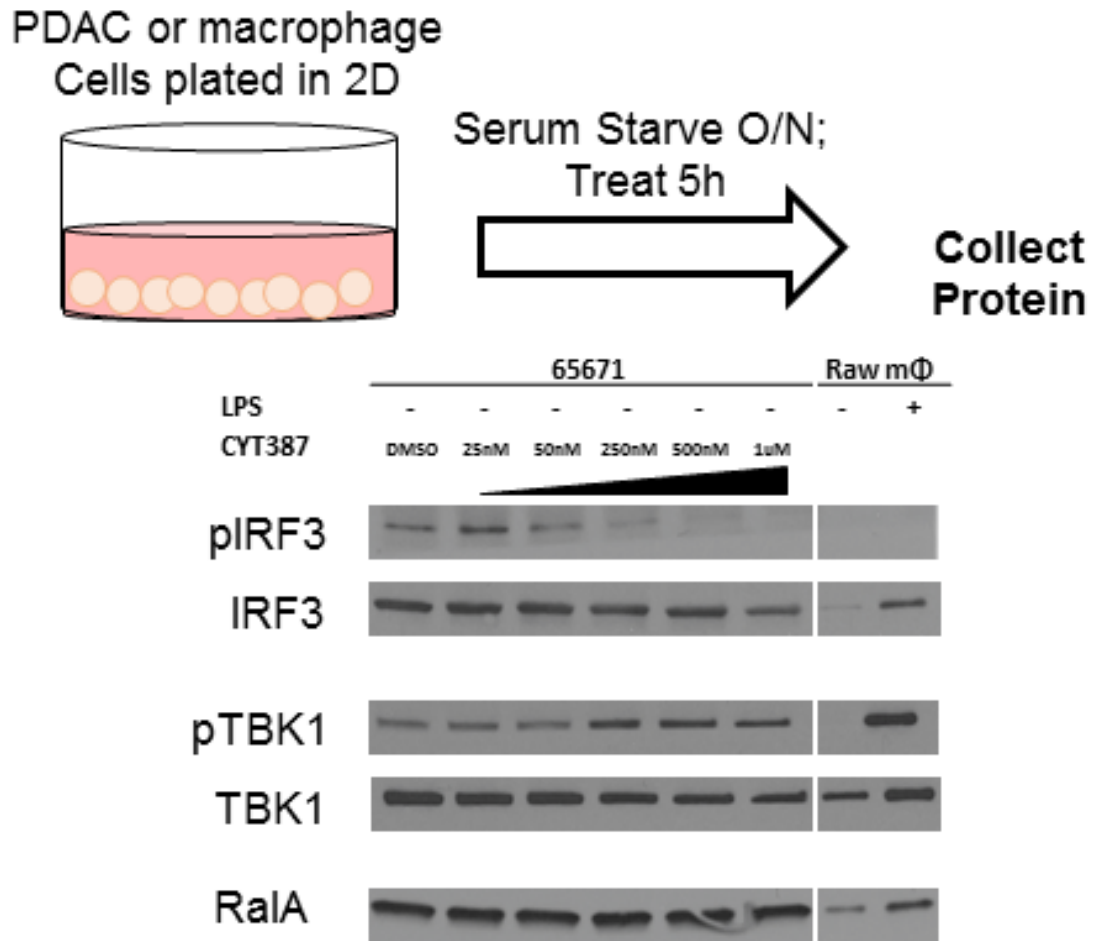 PDAC or macrophage
Cells plated in 2D
Serum Starve O/N;
Treat 5h
Collect
Protein
65671 Raw mΦ
LPS - - - - - - - +
CYT387 DMSO 25nM 50nM 250nM 500nM 1uM
pIRF3
IRF3
pTBK1
TBK1
RalA